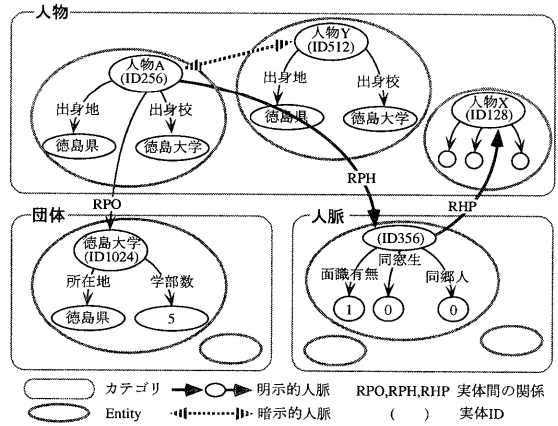 人物
人物A
(ID256)
出身地
出身校
徳島県
徳島大学
人物Y
(ID512)
出身地
出身校
徳島県
徳島大学
人物X
(ID128)
RPO
RPH
RHP
団体
徳島大学
(ID1024)
所在地
学部数
徳島県
5
人脈
(ID356)
面識有無
同窓生
同郷人
1
0
0
カテゴリ
明示的人脈
RPO,RPH,RHP 実体間の関係
Entity
暗示的人脈
( ) 実体ID